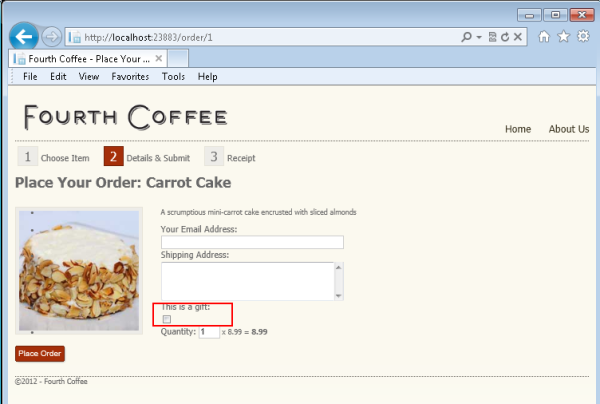 http://localhost:23883/order/1
Fourth Coffee - Place Your ...
File Edit View Favorites Tools Help
FOURTH COFFEE
Home About Us
1 Choose Item 2 Details & Submit 3 Receipt
Place Your Order: Carrot Cake
A scrumptious mini-carrot cake encrusted with sliced almonds
Your Email Address:
Shipping Address:
This is a gift:
Quantity: 1 x 8.99 = 8.99
Place Order
©2012 - Fourth Coffee